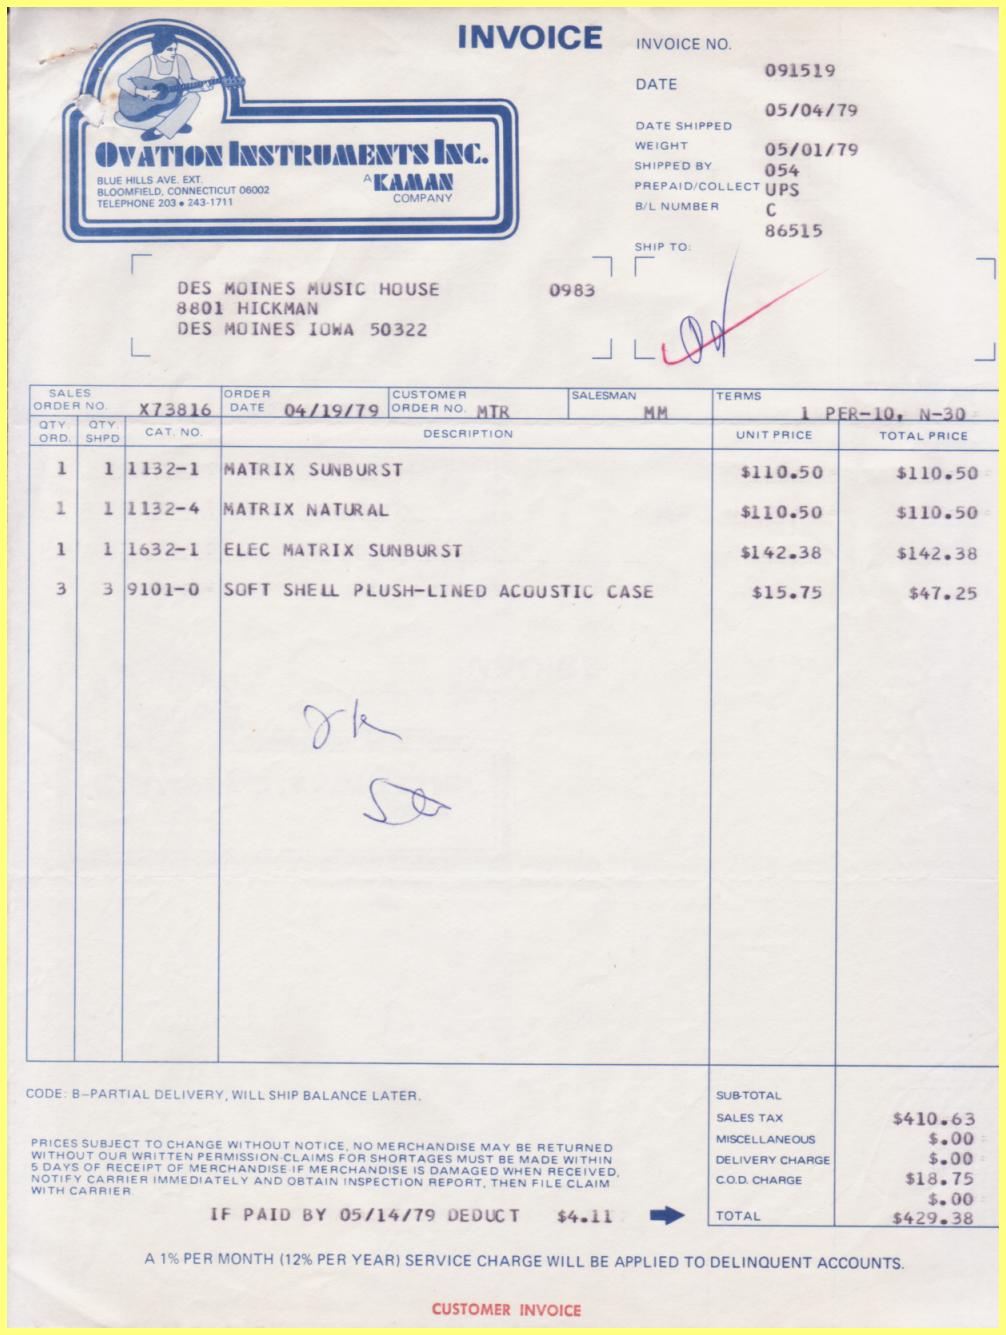 INVOICE
INVOICE NO.
091519
DATE
05/04/79
DATE SHIPPED
05/01/79
WEIGHT
054
SHIPPED BY
UPS
PREPAID/COLLECT
C
B/L NUMBER
86515
OVATION INSTRUMENTS INC.
BLUE HILLS AVE. EXT.
BLOOMFIELD, CONNECTICUT 06002
TELEPHONE 203 • 243-1711
A KAMAN
COMPANY
SHIP TO:
DES MOINES MUSIC HOUSE 0983
8801 HICKMAN
DES MOINES IOWA 50322
SALES ORDER NO. X73816
ORDER DATE 04/19/79
CUSTOMER ORDER NO. MTR
SALESMAN MM
TERMS 1 PER-10, N-30
QTY. ORD. QTY. SHPD CAT. NO. DESCRIPTION UNIT PRICE TOTAL PRICE
1 1 1132-1 MATRIX SUNBURST $110.50 $110.50
1 1 1132-4 MATRIX NATURAL $110.50 $110.50
1 1 1632-1 ELEC MATRIX SUNBURST $142.38 $142.38
3 3 9101-0 SOFT SHELL PLUSH-LINED ACOUSTIC CASE $15.75 $47.25
CODE: B-PARTIAL DELIVERY, WILL SHIP BALANCE LATER.
PRICES SUBJECT TO CHANGE WITHOUT NOTICE, NO MERCHANDISE MAY BE RETURNED
WITHOUT OUR WRITTEN PERMISSION-CLAIMS FOR SHORTAGES MUST BE MADE WITHIN
5 DAYS OF RECEIPT OF MERCHANDISE-IF MERCHANDISE IS DAMAGED WHEN RECEIVED,
NOTIFY CARRIER IMMEDIATELY AND OBTAIN INSPECTION REPORT, THEN FILE CLAIM
WITH CARRIER.
SUB-TOTAL $410.63
SALES TAX $.00
MISCELLANEOUS $.00
DELIVERY CHARGE $18.75
C.O.D. CHARGE $.00
TOTAL $429.38
IF PAID BY 05/14/79 DEDUCT $4.11
A 1% PER MONTH (12% PER YEAR) SERVICE CHARGE WILL BE APPLIED TO DELINQUENT ACCOUNTS.
CUSTOMER INVOICE